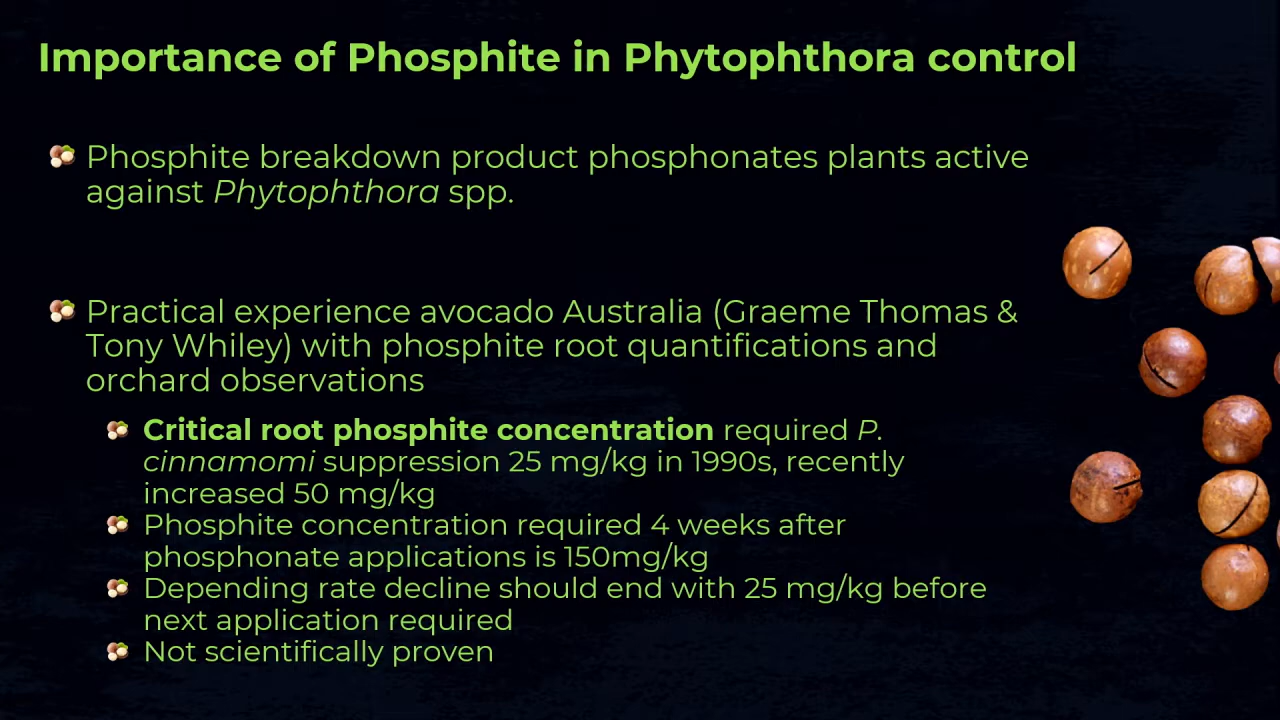 Importance of Phosphite in Phytophthora control
Phosphite breakdown product phosphonates plants active
against Phytophthora spp.
Practical experience avocado Australia (Graeme Thomas &
Tony Whiley) with phosphite root quantifications and
orchard observations
Critical root phosphite concentration required P.
cinnamomi suppression 25 mg/kg in 1990s, recently
increased 50 mg/kg
Phosphite concentration required 4 weeks after
phosphonate applications is 150mg/kg
Depending rate decline should end with 25 mg/kg before
next application required
Not scientifically proven